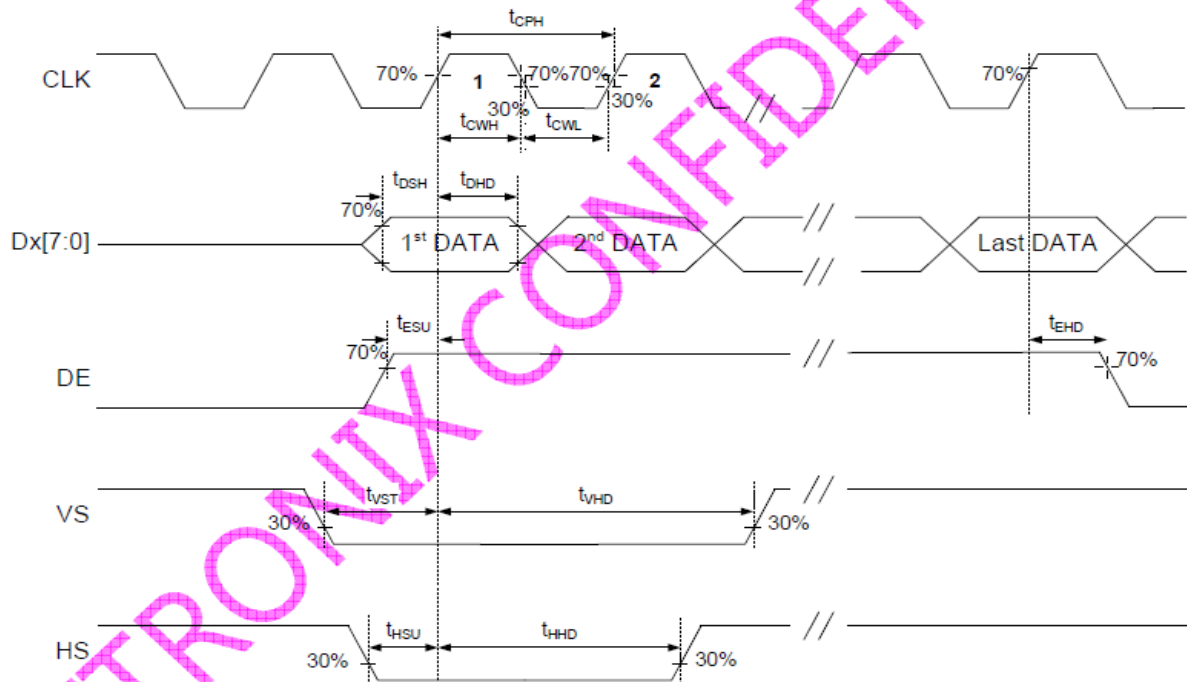 tCPH
CLK
70%
1
70%
70%
2
30%
30%
70%
tCWH
tCWL
tDSH
tDHD
70%
Dx[7:0]
1st DATA
2nd DATA
Last DATA
tESU
tEHD
70%
70%
DE
tVST
tVHD
VS
30%
30%
tHSU
tHHD
HS
30%
30%
TRONIX CONFIDE